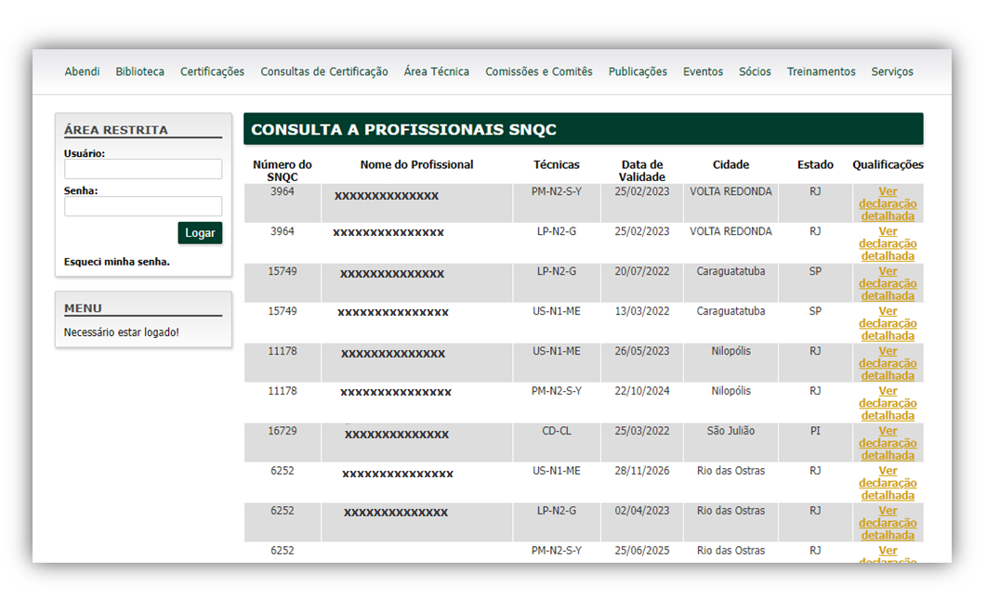 Abendi Biblioteca Certificações Consultas de Certificação Área Técnica Comissões e Comitês Publicações Eventos Sócios Treinamentos Serviços
ÁREA RESTRITA
Usuário:
Senha:
Logar
Esqueci minha senha.
MENU
Necessário estar logado!
CONSULTA A PROFISSIONAIS SNQC
Número do SNQC Nome do Profissional Técnicas Data de Validade Cidade Estado Qualificações
3964 XXXXXXXXXXXXXX PM-N2-S-Y 25/02/2023 VOLTA REDONDA RJ Ver declaração detalhada
3964 XXXXXXXXXXXXXXX LP-N2-G 25/02/2023 VOLTA REDONDA RJ Ver declaração detalhada
15749 XXXXXXXXXXXXXX LP-N2-G 20/07/2022 Caraguatatuba SP Ver declaração detalhada
15749 XXXXXXXXXXXXXXX US-N1-ME 13/03/2022 Caraguatatuba SP Ver declaração detalhada
11178 XXXXXXXXXXXXXX US-N1-ME 26/05/2023 Nilopólis RJ Ver declaração detalhada
11178 XXXXXXXXXXXXXXX PM-N2-S-Y 22/10/2024 Nilopólis RJ Ver declaração detalhada
16729 XXXXXXXXXXXXXX CD-CL 25/03/2022 São Julião PI Ver declaração detalhada
6252 XXXXXXXXXXXXXXX US-N1-ME 28/11/2026 Rio das Ostras RJ Ver declaração detalhada
6252 XXXXXXXXXXXXXX LP-N2-G 02/04/2023 Rio das Ostras RJ Ver declaração detalhada
6252 PM-N2-S-Y 25/06/2025 Rio das Ostras RJ Ver declaração